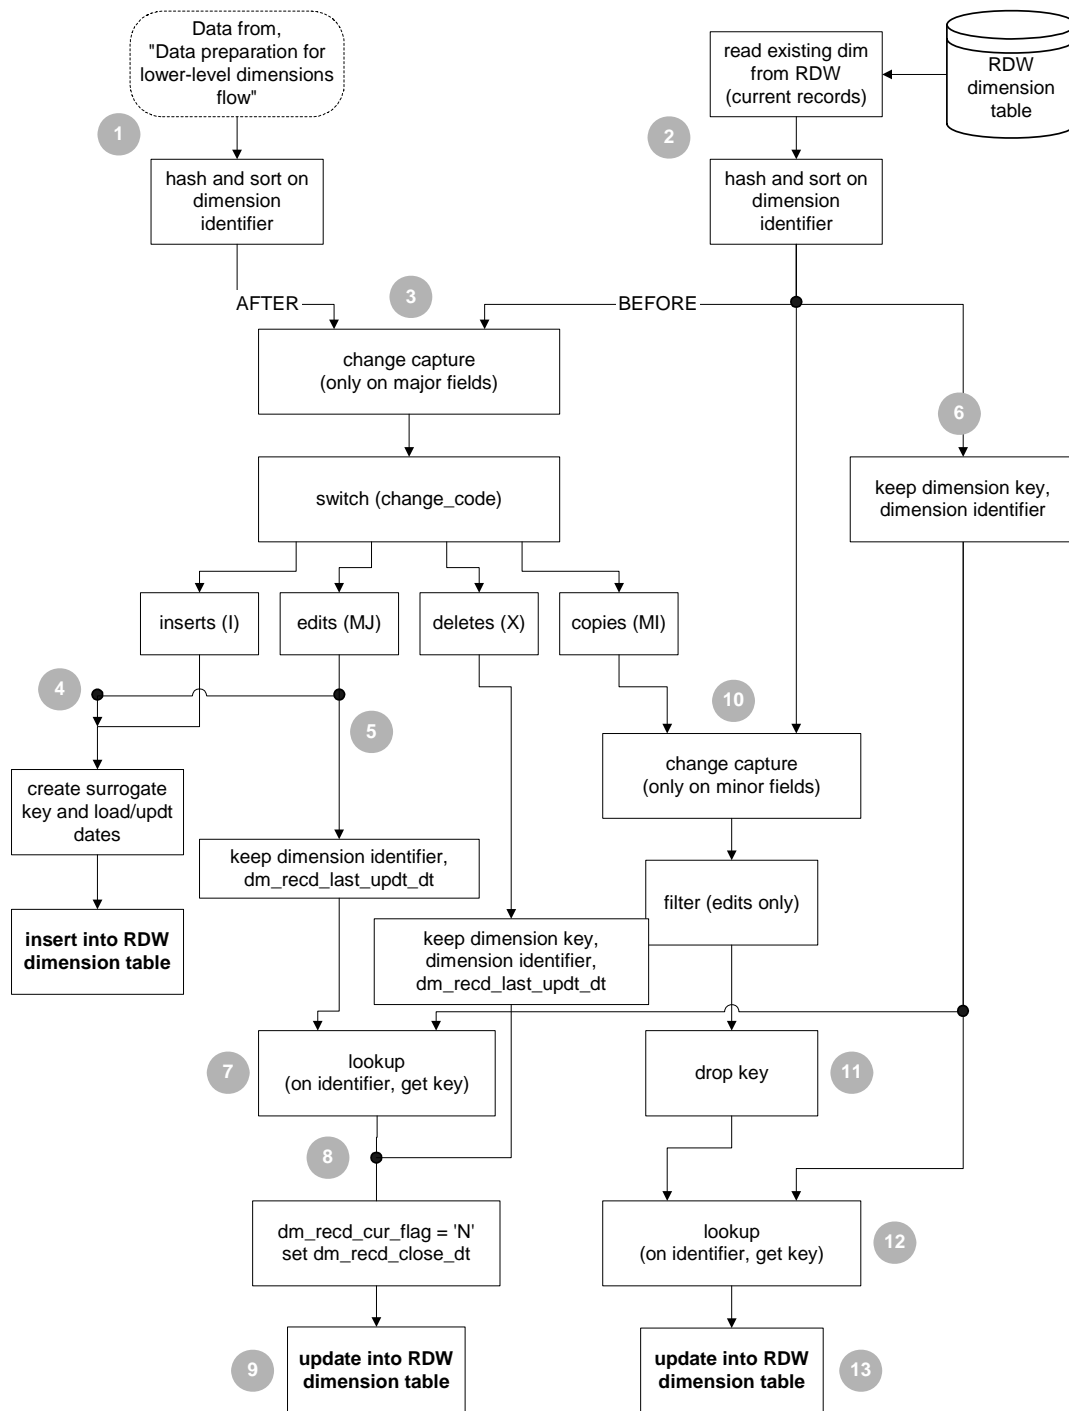 Data from,
"Data preparation for
lower-level dimensions
flow"
read existing dim
from RDW
(current records)
RDW
dimension
table
1
2
hash and sort on
dimension
identifier
hash and sort on
dimension
identifier
AFTER
3
BEFORE
change capture
(only on major fields)
6
switch (change_code)
keep dimension key,
dimension identifier
inserts (I)
edits (MJ)
deletes (X)
copies (MI)
4
5
10
create surrogate
key and load/updt
dates
change capture
(only on minor fields)
keep dimension identifier,
dm_recd_last_updt_dt
filter (edits only)
insert into RDW
dimension table
keep dimension key,
dimension identifier,
dm_recd_last_updt_dt
7
lookup
(on identifier, get key)
drop key
11
8
dm_recd_cur_flag = 'N'
set dm_recd_close_dt
lookup
(on identifier, get key)
12
9
update into RDW
dimension table
update into RDW
dimension table
13